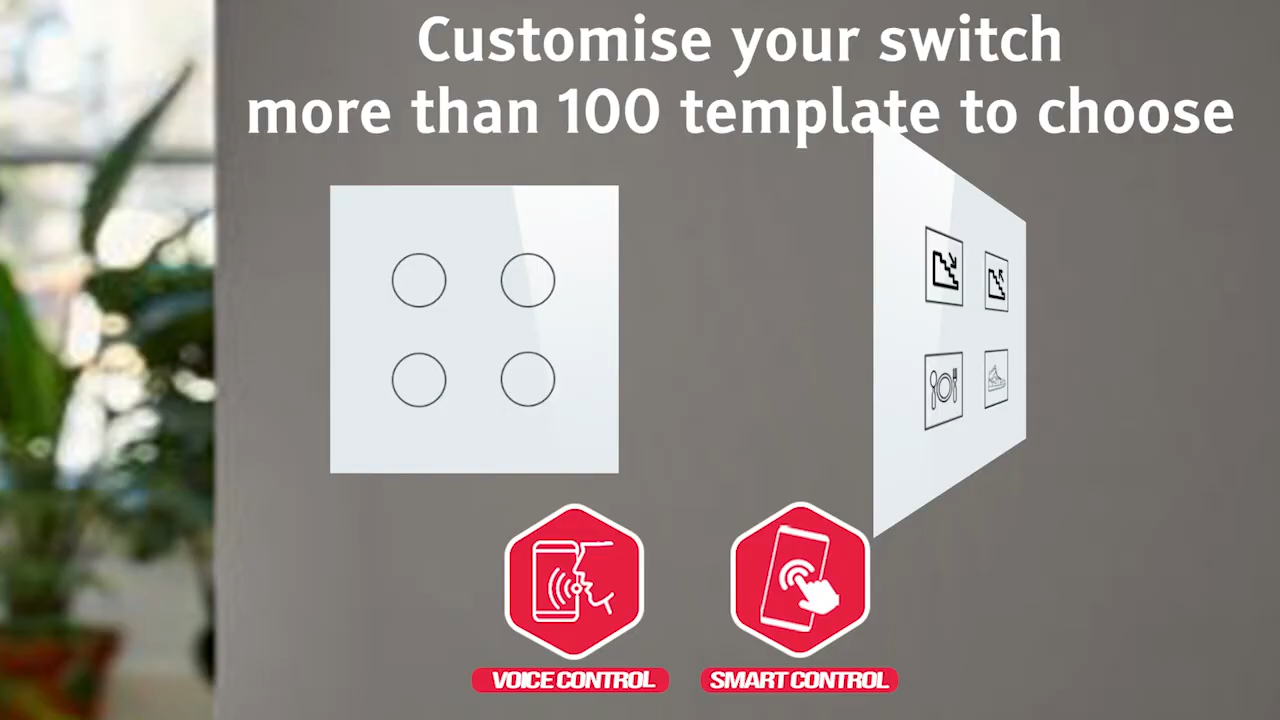 Customise your switch
more than 100 template to choose
VOICE CONTROL
SMART CONTROL